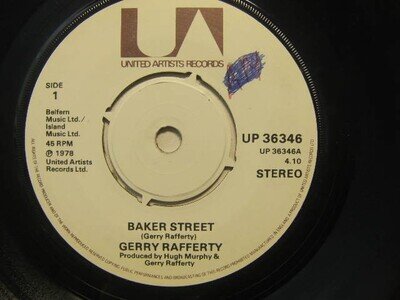 UA
UNITED ARTISTS RECORDS
SIDE
1
Balfern
Music Ltd./
Island
Music Ltd.
45 RPM
℗ 1978
United Artists
Records Ltd.
UP 36346
UP 36346A
4.10
STEREO
BAKER STREET
(Gerry Rafferty)
GERRY RAFFERTY
Produced by Hugh Murphy &
Gerry Rafferty